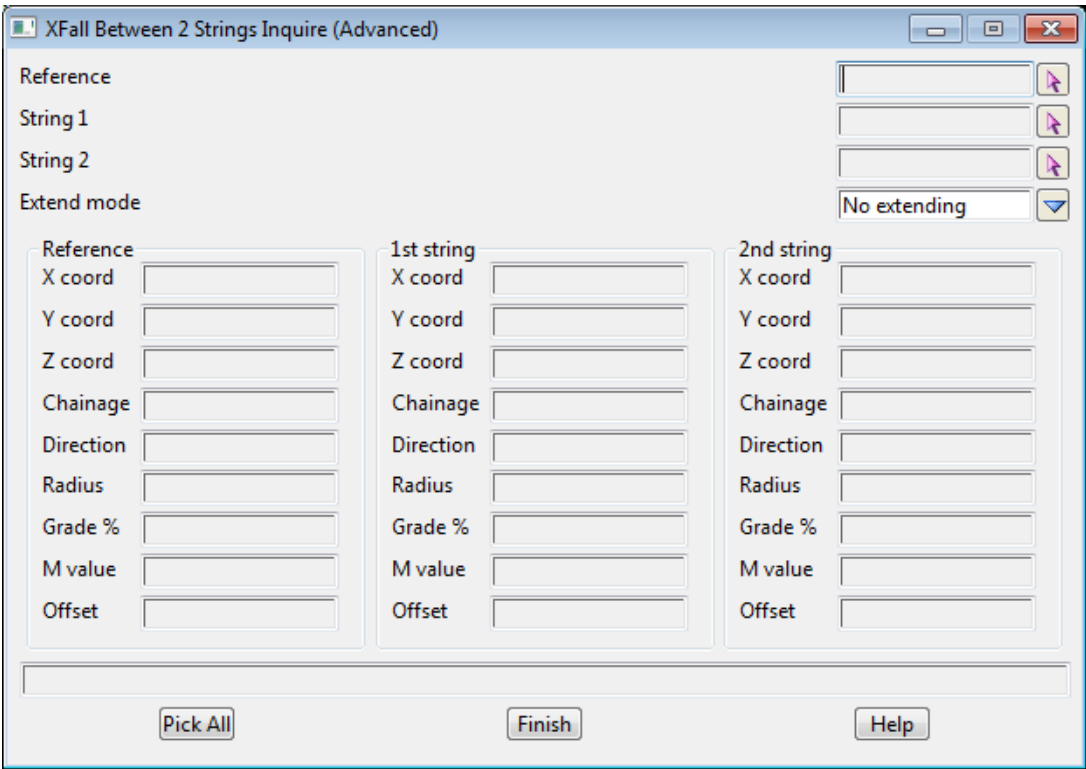 XFall Between 2 Strings Inquire (Advanced)
Reference
String 1
String 2
Extend mode No extending
Reference 1st string 2nd string
X coord X coord X coord
Y coord Y coord Y coord
Z coord Z coord Z coord
Chainage Chainage Chainage
Direction Direction Direction
Radius Radius Radius
Grade % Grade % Grade %
M value M value M value
Offset Offset Offset
Pick All Finish Help